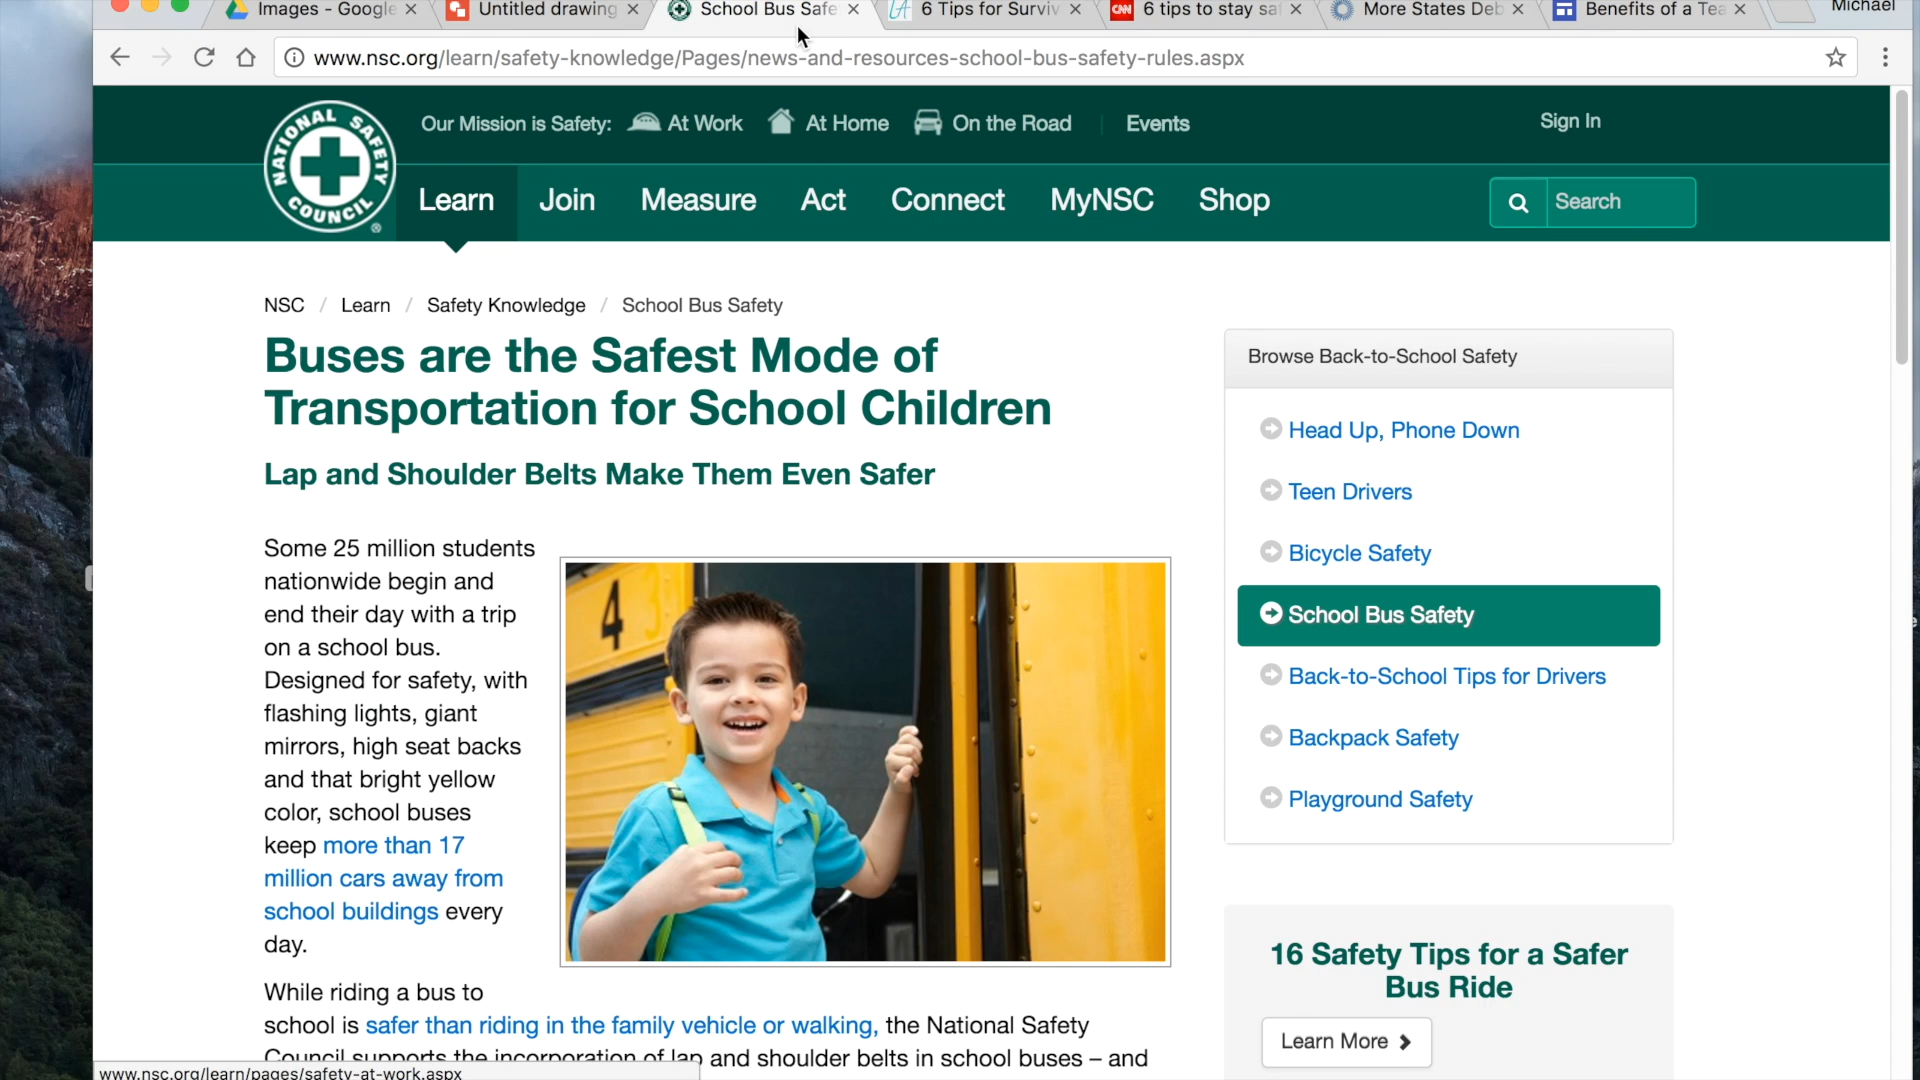 Images - Google
Untitled drawing
School Bus Safe
6 Tips for Surviv
CNN
6 tips to stay saf
More States Deb
Benefits of a Tea
Michael
www.nsc.org/learn/safety-knowledge/Pages/news-and-resources-school-bus-safety-rules.aspx
NATIONAL SAFETY COUNCIL ®
Our Mission is Safety: At Work At Home On the Road Events
Sign In
Learn Join Measure Act Connect MyNSC Shop
Search
NSC / Learn / Safety Knowledge / School Bus Safety
Buses are the Safest Mode of
Transportation for School Children
Lap and Shoulder Belts Make Them Even Safer
Some 25 million students
nationwide begin and
end their day with a trip
on a school bus.
Designed for safety, with
flashing lights, giant
mirrors, high seat backs
and that bright yellow
color, school buses
keep more than 17
million cars away from
school buildings every
day.
4
While riding a bus to
school is safer than riding in the family vehicle or walking, the National Safety
Council supports the incorporation of lap and shoulder belts in school buses – and
Browse Back-to-School Safety
Head Up, Phone Down
Teen Drivers
Bicycle Safety
School Bus Safety
Back-to-School Tips for Drivers
Backpack Safety
Playground Safety
16 Safety Tips for a Safer
Bus Ride
Learn More
www.nsc.org/learn/pages/safety-at-work.aspx